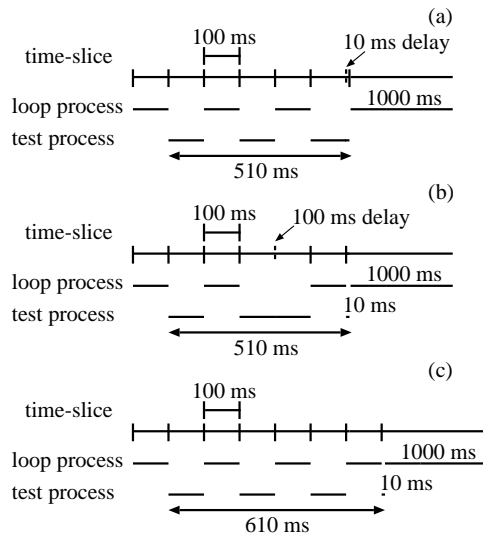 (a)
100 ms
10 ms delay
time-slice
loop process
1000 ms
test process
510 ms
(b)
100 ms
100 ms delay
time-slice
loop process
1000 ms
test process
10 ms
510 ms
(c)
100 ms
time-slice
loop process
1000 ms
test process
10 ms
610 ms